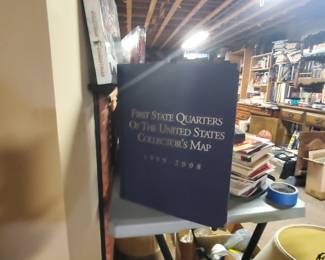 First State Quarters
Of The United States
Collector's Map
1999-2008